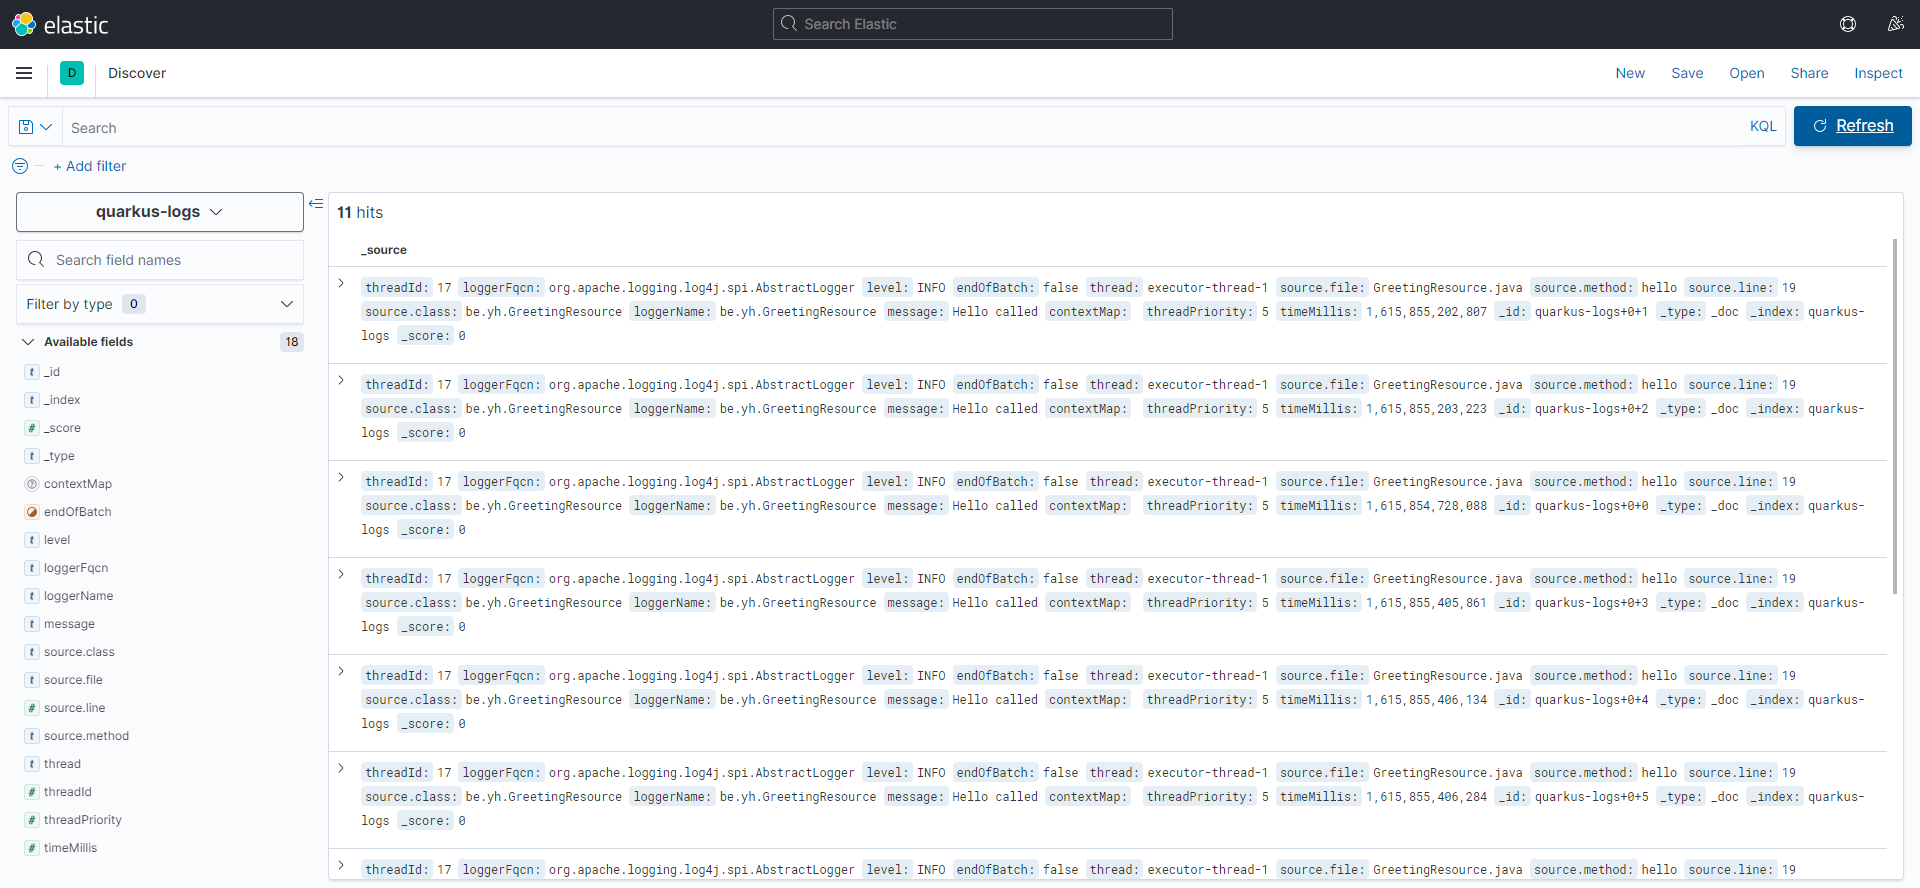 elastic
Search Elastic
D
Discover
New
Save
Open
Share
Inspect
Search
KQL
Refresh
+ Add filter
quarkus-logs
Search field names
Filter by type 0
Available fields 18
t _id
t _index
# _score
t _type
? contextMap
endOfBatch
t level
t loggerFqcn
t loggerName
t message
t source.class
t source.file
# source.line
t source.method
t thread
# threadId
# threadPriority
# timeMillis
11 hits
_source
threadId: 17 loggerFqcn: org.apache.logging.log4j.spi.AbstractLogger level: INFO endOfBatch: false thread: executor-thread-1 source.file: GreetingResource.java source.method: hello source.line: 19
source.class: be.yh.GreetingResource loggerName: be.yh.GreetingResource message: Hello called contextMap: threadPriority: 5 timeMillis: 1,615,855,202,807 _id: quarkus-logs+0+1 _type: _doc _index: quarkus-
logs _score: 0
threadId: 17 loggerFqcn: org.apache.logging.log4j.spi.AbstractLogger level: INFO endOfBatch: false thread: executor-thread-1 source.file: GreetingResource.java source.method: hello source.line: 19
source.class: be.yh.GreetingResource loggerName: be.yh.GreetingResource message: Hello called contextMap: threadPriority: 5 timeMillis: 1,615,855,203,223 _id: quarkus-logs+0+2 _type: _doc _index: quarkus-
logs _score: 0
threadId: 17 loggerFqcn: org.apache.logging.log4j.spi.AbstractLogger level: INFO endOfBatch: false thread: executor-thread-1 source.file: GreetingResource.java source.method: hello source.line: 19
source.class: be.yh.GreetingResource loggerName: be.yh.GreetingResource message: Hello called contextMap: threadPriority: 5 timeMillis: 1,615,854,728,088 _id: quarkus-logs+0+0 _type: _doc _index: quarkus-
logs _score: 0
threadId: 17 loggerFqcn: org.apache.logging.log4j.spi.AbstractLogger level: INFO endOfBatch: false thread: executor-thread-1 source.file: GreetingResource.java source.method: hello source.line: 19
source.class: be.yh.GreetingResource loggerName: be.yh.GreetingResource message: Hello called contextMap: threadPriority: 5 timeMillis: 1,615,855,405,861 _id: quarkus-logs+0+3 _type: _doc _index: quarkus-
logs _score: 0
threadId: 17 loggerFqcn: org.apache.logging.log4j.spi.AbstractLogger level: INFO endOfBatch: false thread: executor-thread-1 source.file: GreetingResource.java source.method: hello source.line: 19
source.class: be.yh.GreetingResource loggerName: be.yh.GreetingResource message: Hello called contextMap: threadPriority: 5 timeMillis: 1,615,855,406,134 _id: quarkus-logs+0+4 _type: _doc _index: quarkus-
logs _score: 0
threadId: 17 loggerFqcn: org.apache.logging.log4j.spi.AbstractLogger level: INFO endOfBatch: false thread: executor-thread-1 source.file: GreetingResource.java source.method: hello source.line: 19
source.class: be.yh.GreetingResource loggerName: be.yh.GreetingResource message: Hello called contextMap: threadPriority: 5 timeMillis: 1,615,855,406,284 _id: quarkus-logs+0+5 _type: _doc _index: quarkus-
logs _score: 0
threadId: 17 loggerFqcn: org.apache.logging.log4j.spi.AbstractLogger level: INFO endOfBatch: false thread: executor-thread-1 source.file: GreetingResource.java source.method: hello source.line: 19